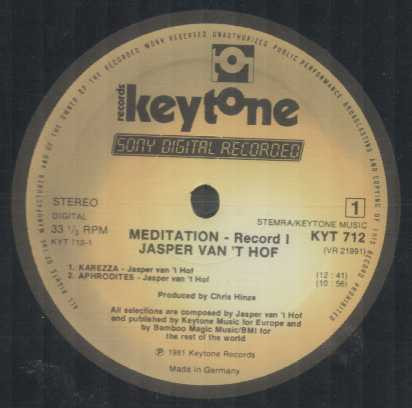 ALL RIGHTS OF THE MANUFACTURER AND OF THE OWNER OF THE RECORDED WORK RESERVED UNAUTHORIZED PUBLIC PERFORMANCE BROADCASTING AND COPYING OF THIS RECORD PROHIBITED
records
keytone
SONY DIGITAL RECORDED
STEREO
DIGITAL
33 1/3 RPM
KYT 712-1
1
STEMRA/KEYTONE MUSIC
MEDITATION - Record I
KYT 712
JASPER VAN 'T HOF
(VR 21991)
1. KAREZZA - Jasper van 't Hof (12:41)
2. APHRODITES - Jasper van 't Hof (10:56)
Produced by Chris Hinze
All selections are composed by Jasper van 't Hof
and published by Keytone Music for Europe and
by Bamboo Magic Music/BMI for
the rest of the world
℗ 1981 Keytone Records
Made in Germany